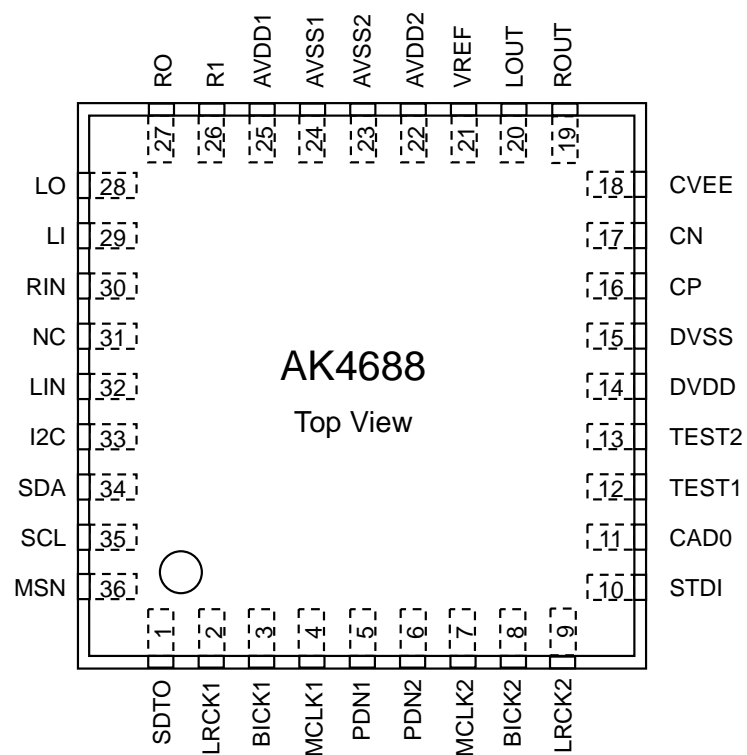 RO R1 AVDD1 AVSS1 AVSS2 AVDD2 VREF LOUT ROUT
27 26 25 24 23 22 21 20 19
LO 28 18 CVEE
LI 29 17 CN
RIN 30 16 CP
NC 31 15 DVSS
AK4688
LIN 32 14 DVDD
Top View
I2C 33 13 TEST2
SDA 34 12 TEST1
SCL 35 11 CAD0
MSN 36 10 STDI
1 2 3 4 5 6 7 8 9
SDTO LRCK1 BICK1 MCLK1 PDN1 PDN2 MCLK2 BICK2 LRCK2